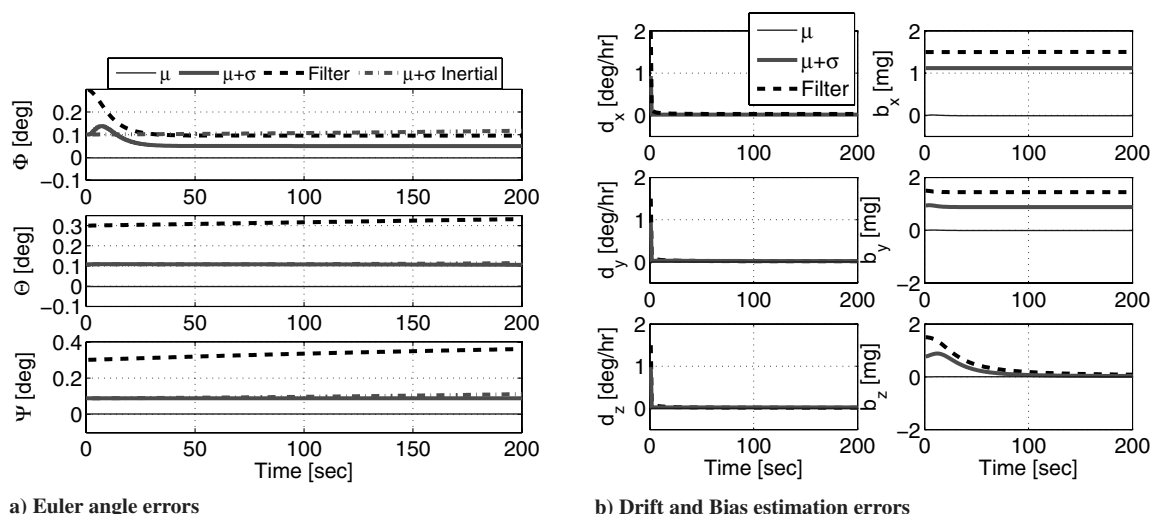 μ μ+σ Filter μ+σ Inertial
Φ [deg]
0.3
0.2
0.1
0
−0.1
0 50 100 150 200
Θ [deg]
0.3
0.2
0.1
0
−0.1
0 50 100 150 200
Ψ [deg]
0.4
0.2
0
0 50 100 150 200
Time [sec]
a) Euler angle errors
μ
μ+σ
Filter
d_x [deg/hr]
2
1
0
0 100 200
b_x [mg]
2
1
0
0 100 200
d_y [deg/hr]
2
1
0
0 100 200
b_y [mg]
2
0
−2
0 100 200
d_z [deg/hr]
2
1
0
0 100 200
Time [sec]
b_z [mg]
2
0
−2
0 100 200
Time [sec]
b) Drift and Bias estimation errors